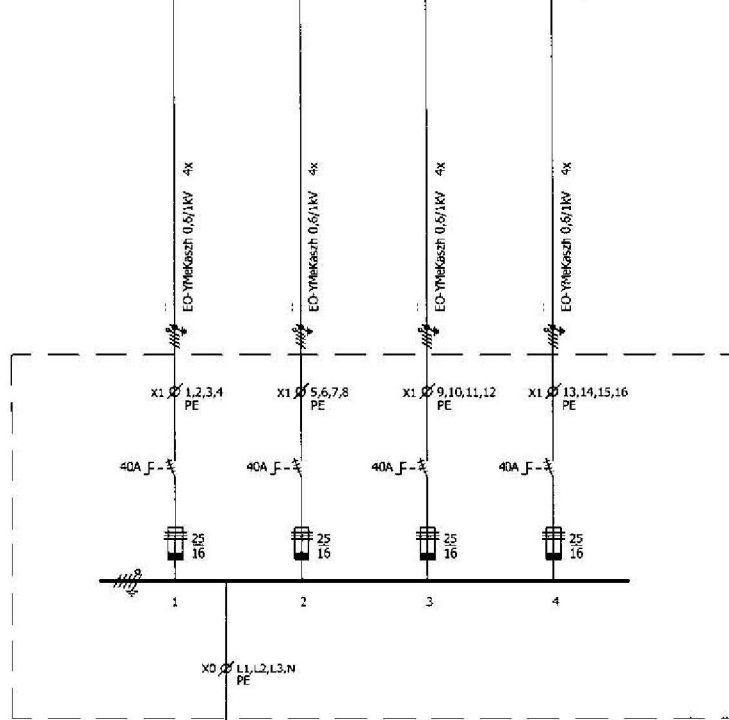 EO-YMeKaszh 0,6/1kV 4x
EO-YMeKaszh 0,6/1kV 4x
EO-YMeKaszh 0,6/1kV 4x
EO-YMeKaszh 0,6/1kV 4x
X1 1,2,3,4
PE
X1 5,6,7,8
PE
X1 9,10,11,12
PE
X1 13,14,15,16
PE
40A
40A
40A
40A
25
16
25
16
25
16
25
16
1
2
3
4
X0 L1,L2,L3,N
PE